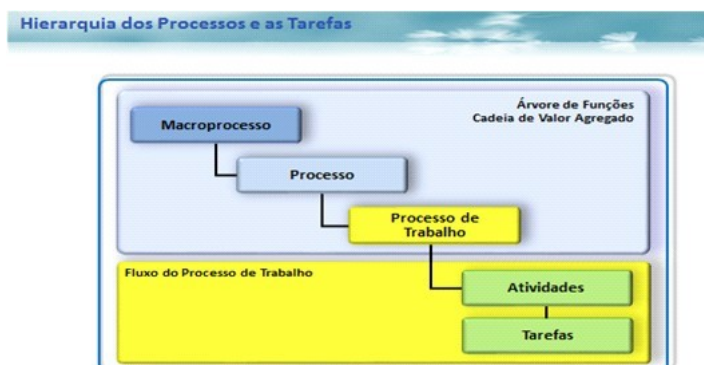 Hierarquia dos Processos e as Tarefas
Árvore de Funções
Cadeia de Valor Agregado
Macroprocesso
Processo
Processo de
Trabalho
Fluxo do Processo de Trabalho
Atividades
Tarefas